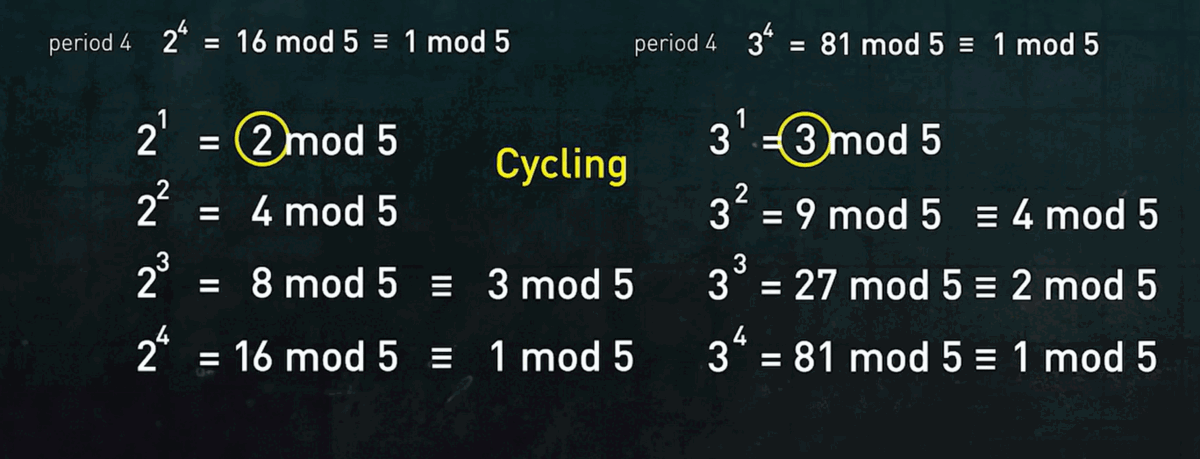 period 4 2⁴ = 16 mod 5 ≡ 1 mod 5
period 4 3⁴ = 81 mod 5 ≡ 1 mod 5
2¹ = 2 mod 5
2² = 4 mod 5
2³ = 8 mod 5 ≡ 3 mod 5
2⁴ = 16 mod 5 ≡ 1 mod 5
Cycling
3¹ = 3 mod 5
3² = 9 mod 5 ≡ 4 mod 5
3³ = 27 mod 5 ≡ 2 mod 5
3⁴ = 81 mod 5 ≡ 1 mod 5